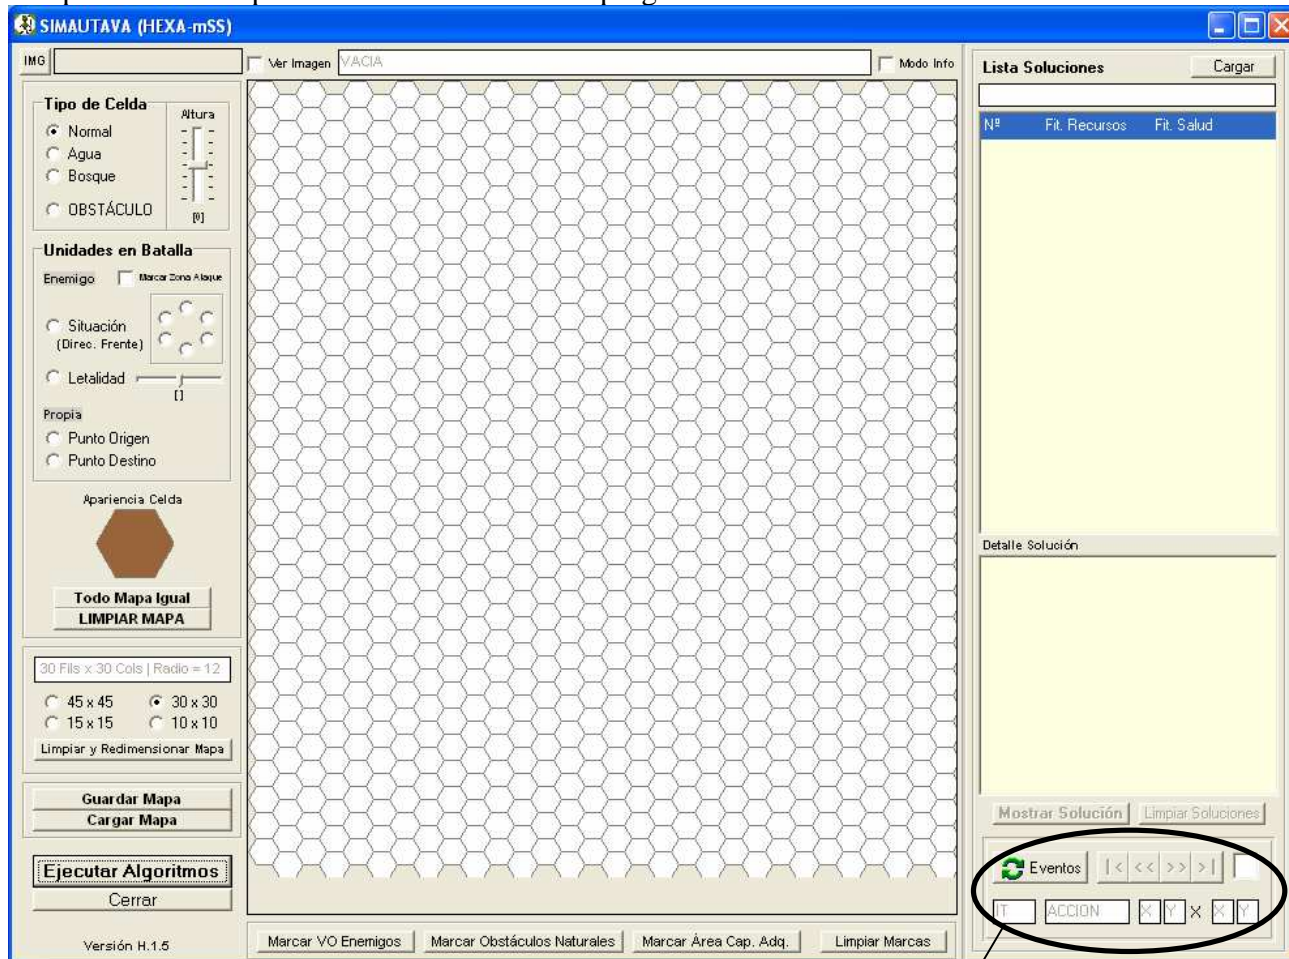 SIMAUTAVA (HEXA-mSS)
IMG
Ver Imagen
VACIA
Modo Info
Tipo de Celda
Altura
Normal
Agua
Bosque
OBSTÁCULO
[0]
Unidades en Batalla
Enemigo
Marcar Zona Ataque
Situación
(Direc. Frente)
Letalidad
[]
Propia
Punto Origen
Punto Destino
Apariencia Celda
Todo Mapa Igual
LIMPIAR MAPA
30 Fils x 30 Cols | Radio = 12
45 x 45
30 x 30
15 x 15
10 x 10
Limpiar y Redimensionar Mapa
Guardar Mapa
Cargar Mapa
Ejecutar Algoritmos
Cerrar
Versión H.1.5
Marcar VO Enemigos
Marcar Obstáculos Naturales
Marcar Área Cap. Adq.
Limpiar Marcas
Lista Soluciones
Cargar
Nº Fit. Recursos Fit. Salud
Detalle Solución
Mostrar Solución
Limpiar Soluciones
Eventos |< << >> >|
IT ACCION X Y X X Y